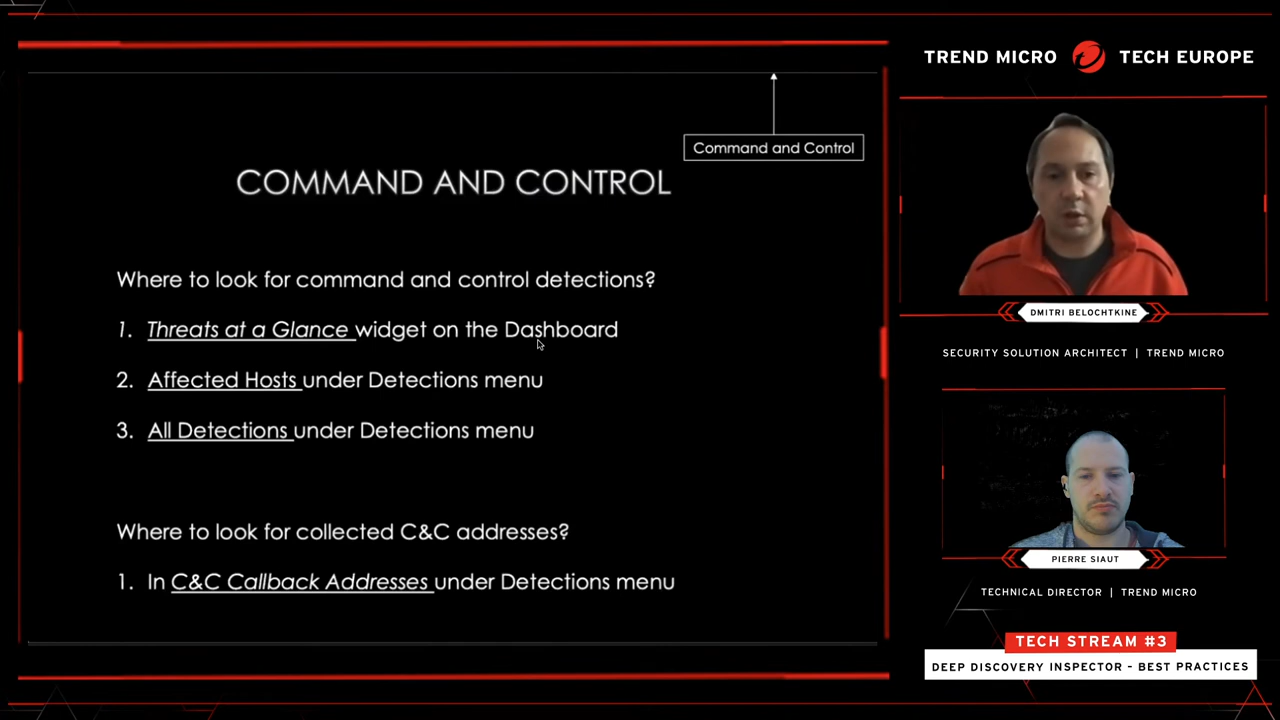 TREND MICRO TECH EUROPE
Command and Control
COMMAND AND CONTROL
Where to look for command and control detections?
1. Threats at a Glance widget on the Dashboard
2. Affected Hosts under Detections menu
3. All Detections under Detections menu
Where to look for collected C&C addresses?
1. In C&C Callback Addresses under Detections menu
DMITRI BELOCHTKINE
SECURITY SOLUTION ARCHITECT | TREND MICRO
PIERRE SIAUT
TECHNICAL DIRECTOR | TREND MICRO
TECH STREAM #3
DEEP DISCOVERY INSPECTOR - BEST PRACTICES